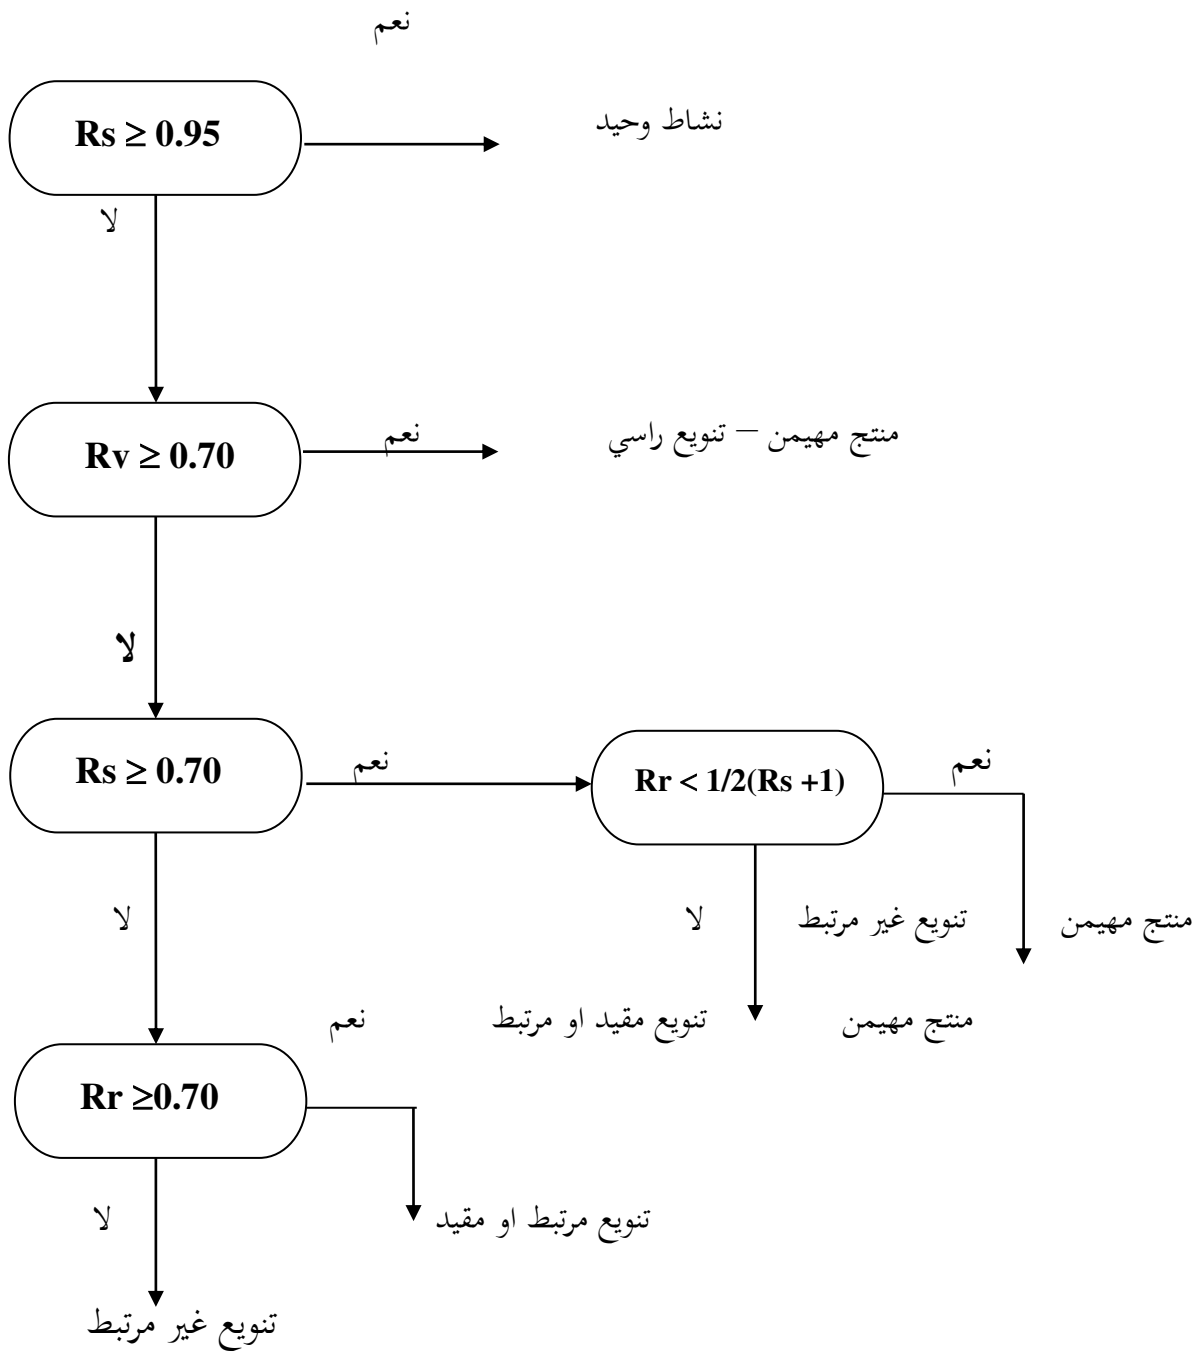 نعم
Rs ≥ 0.95
نشاط وحيد
لا
Rv ≥ 0.70
نعم
منتج مهيمن – تنويع راسي
لا
Rs ≥ 0.70
نعم
Rr < 1/2(Rs +1)
نعم
لا
لا
تنويع غير مرتبط
منتج مهيمن
نعم
تنويع مقيد او مرتبط
منتج مهيمن
Rr ≥0.70
لا
تنويع مرتبط او مقيد
تنويع غير مرتبط